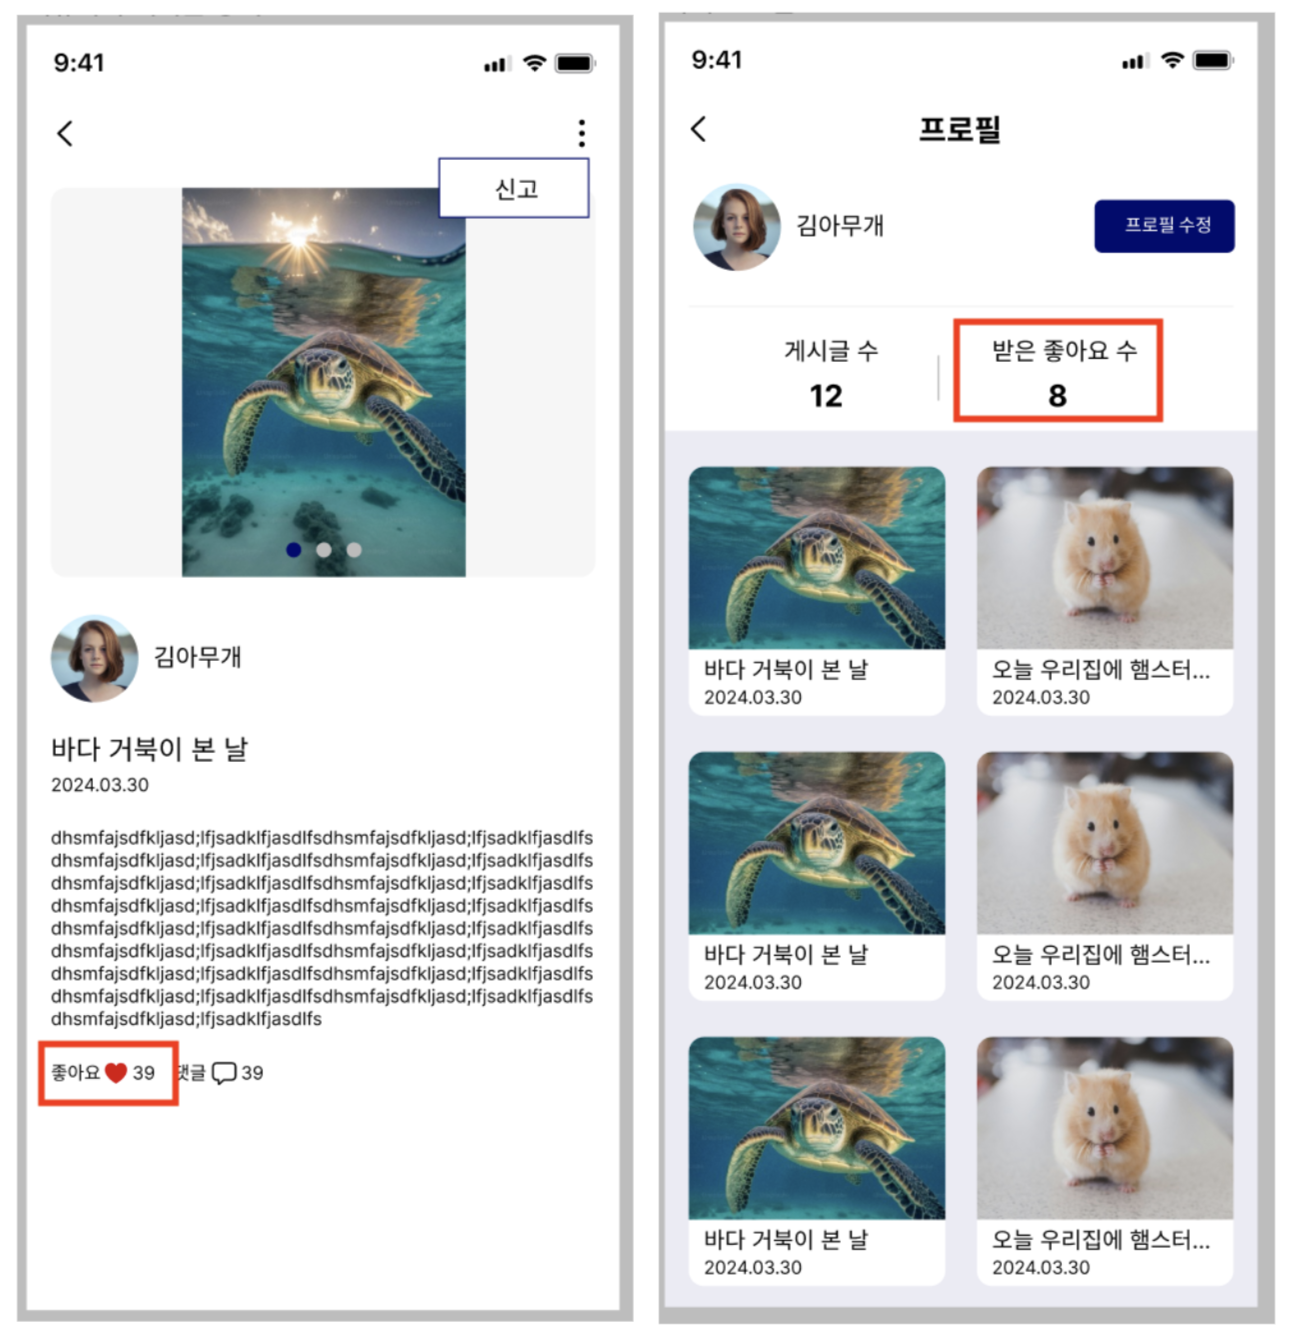 9:41
신고
김아무개
바다 거북이 본 날
2024.03.30
dhsmfajsdfkljasd;lfjsadklfjasdlfsdhsmfajsdfkljasd;lfjsadklfjasdlfs
dhsmfajsdfkljasd;lfjsadklfjasdlfsdhsmfajsdfkljasd;lfjsadklfjasdlfs
dhsmfajsdfkljasd;lfjsadklfjasdlfsdhsmfajsdfkljasd;lfjsadklfjasdlfs
dhsmfajsdfkljasd;lfjsadklfjasdlfsdhsmfajsdfkljasd;lfjsadklfjasdlfs
dhsmfajsdfkljasd;lfjsadklfjasdlfsdhsmfajsdfkljasd;lfjsadklfjasdlfs
dhsmfajsdfkljasd;lfjsadklfjasdlfsdhsmfajsdfkljasd;lfjsadklfjasdlfs
dhsmfajsdfkljasd;lfjsadklfjasdlfsdhsmfajsdfkljasd;lfjsadklfjasdlfs
dhsmfajsdfkljasd;lfjsadklfjasdlfsdhsmfajsdfkljasd;lfjsadklfjasdlfs
dhsmfajsdfkljasd;lfjsadklfjasdlfs
좋아요 39 댓글 39
9:41
프로필
김아무개
프로필 수정
게시글 수
12
받은 좋아요 수
8
바다 거북이 본 날
2024.03.30
오늘 우리집에 햄스터...
2024.03.30
바다 거북이 본 날
2024.03.30
오늘 우리집에 햄스터...
2024.03.30
바다 거북이 본 날
2024.03.30
오늘 우리집에 햄스터...
2024.03.30